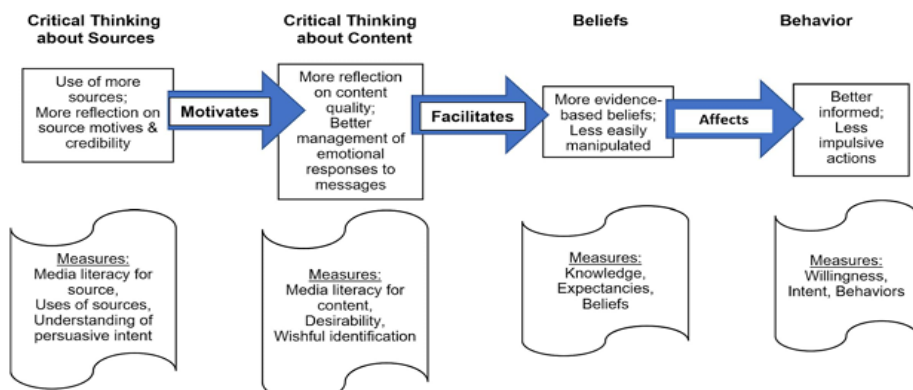 Critical Thinking
about Sources
Critical Thinking
about Content
Beliefs
Behavior
Use of more
sources;
More reflection on
source motives &
credibility
Motivates
More reflection
on content
quality;
Better
management of
emotional
responses to
messages
Facilitates
More evidence-
based beliefs;
Less easily
manipulated
Affects
Better
informed;
Less
impulsive
actions
Measures:
Media literacy for
source,
Uses of sources,
Understanding of
persuasive intent
Measures:
Media literacy for
content,
Desirability,
Wishful identification
Measures:
Knowledge,
Expectancies,
Beliefs
Measures:
Willingness,
Intent, Behaviors